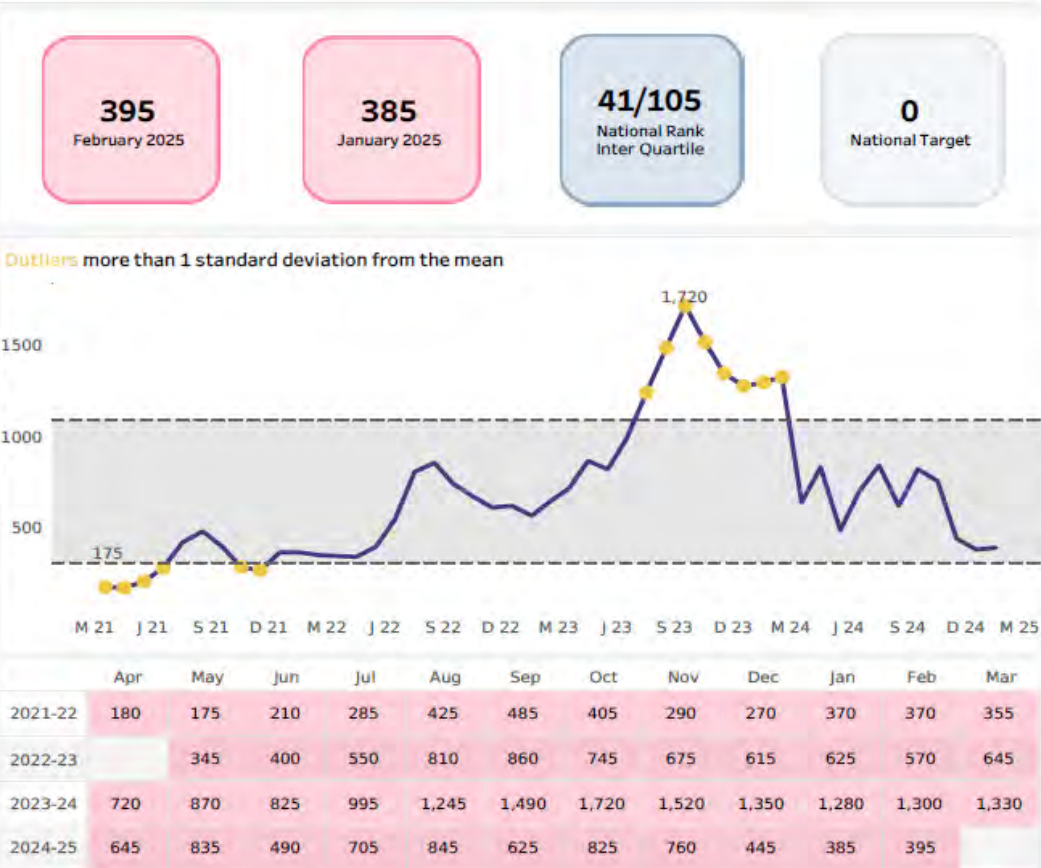 395
February 2025
385
January 2025
41/105
National Rank
Inter Quartile
0
National Target
Outliers more than 1 standard deviation from the mean
1,720
1500
1000
500
175
M 21 J 21 S 21 D 21 M 22 J 22 S 22 D 22 M 23 J 23 S 23 D 23 M 24 J 24 S 24 D 24 M 25
Apr May Jun Jul Aug Sep Oct Nov Dec Jan Feb Mar
2021-22 180 175 210 285 425 485 405 290 270 370 370 355
2022-23 345 400 550 810 860 745 675 615 625 570 645
2023-24 720 870 825 995 1,245 1,490 1,720 1,520 1,350 1,280 1,300 1,330
2024-25 645 835 490 705 845 625 825 760 445 385 395